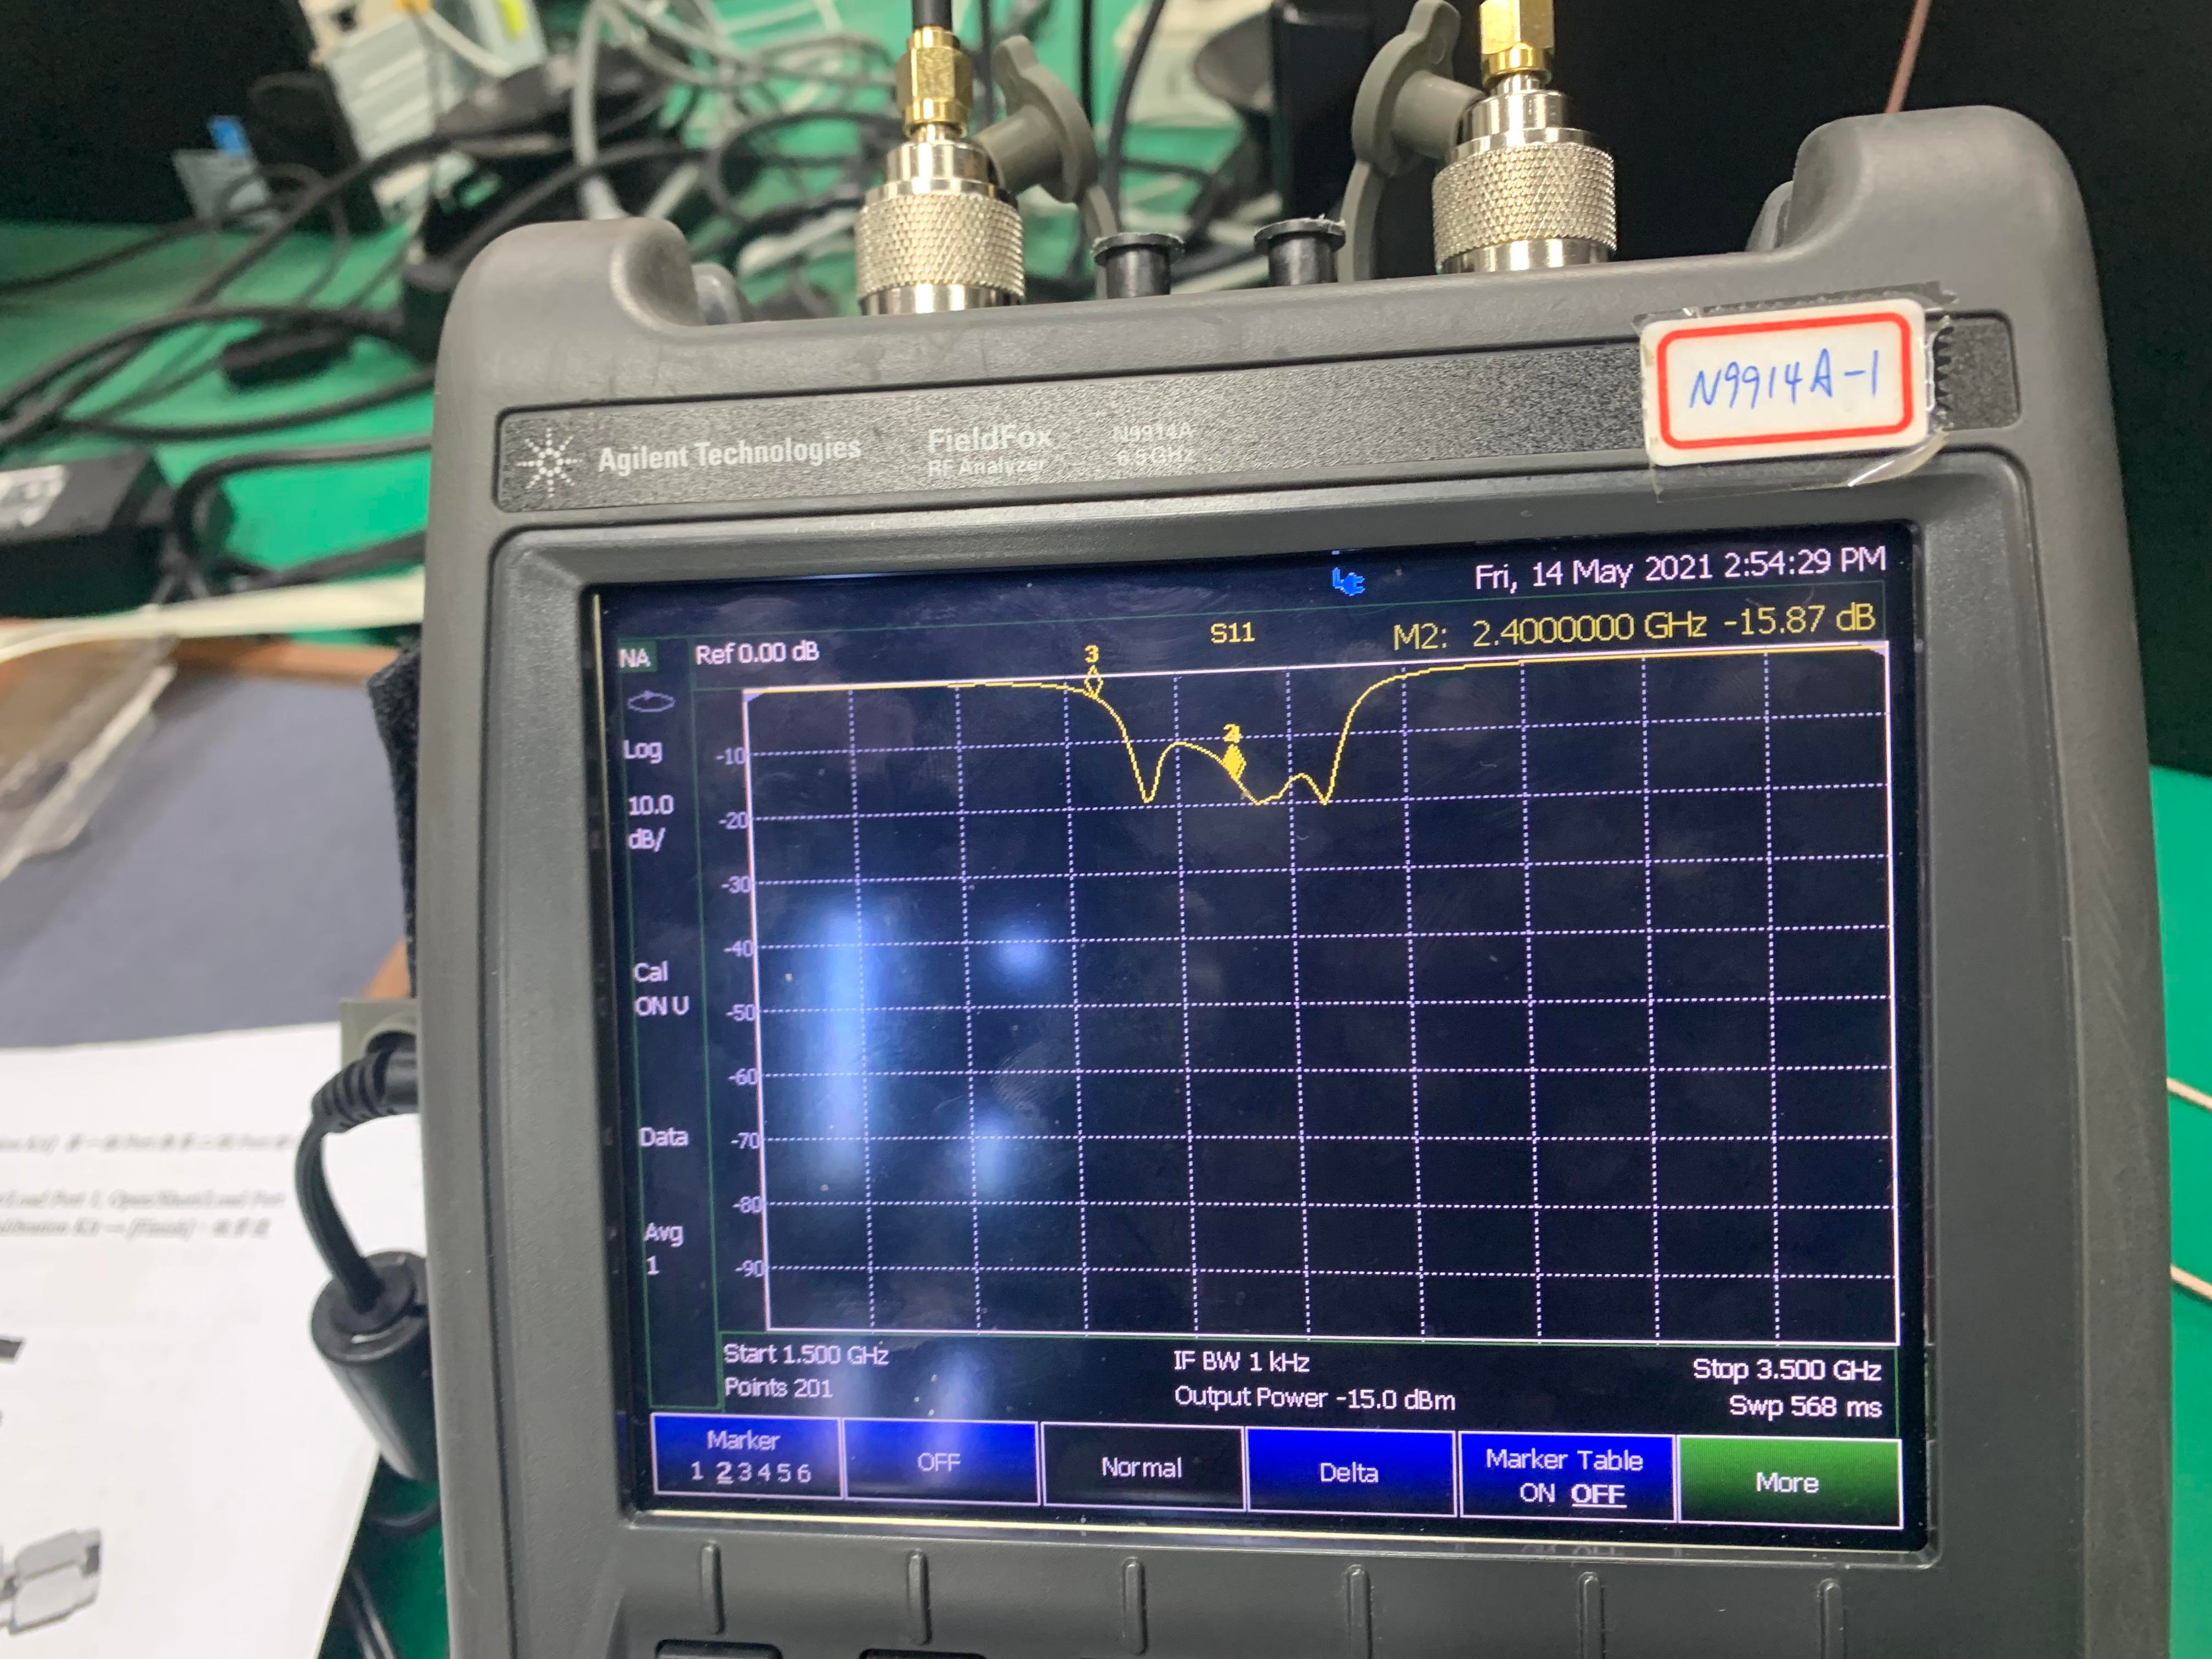 N9914A-1
Agilent Technologies FieldFox N9914A
RF Analyzer 6.5 GHz
Fri, 14 May 2021 2:54:29 PM
S11 M2: 2.4000000 GHz -15.87 dB
NA Ref 0.00 dB
3
Log
-10
2
10.0
dB/
-20
-30
-40
Cal
ON U
-50
-60
Data
-70
-80
Avg
1
-90
Start 1.500 GHz IF BW 1 kHz Stop 3.500 GHz
Points 201 Output Power -15.0 dBm Swp 568 ms
Marker
1 2 3 4 5 6
OFF
Normal
Delta
Marker Table
ON OFF
More